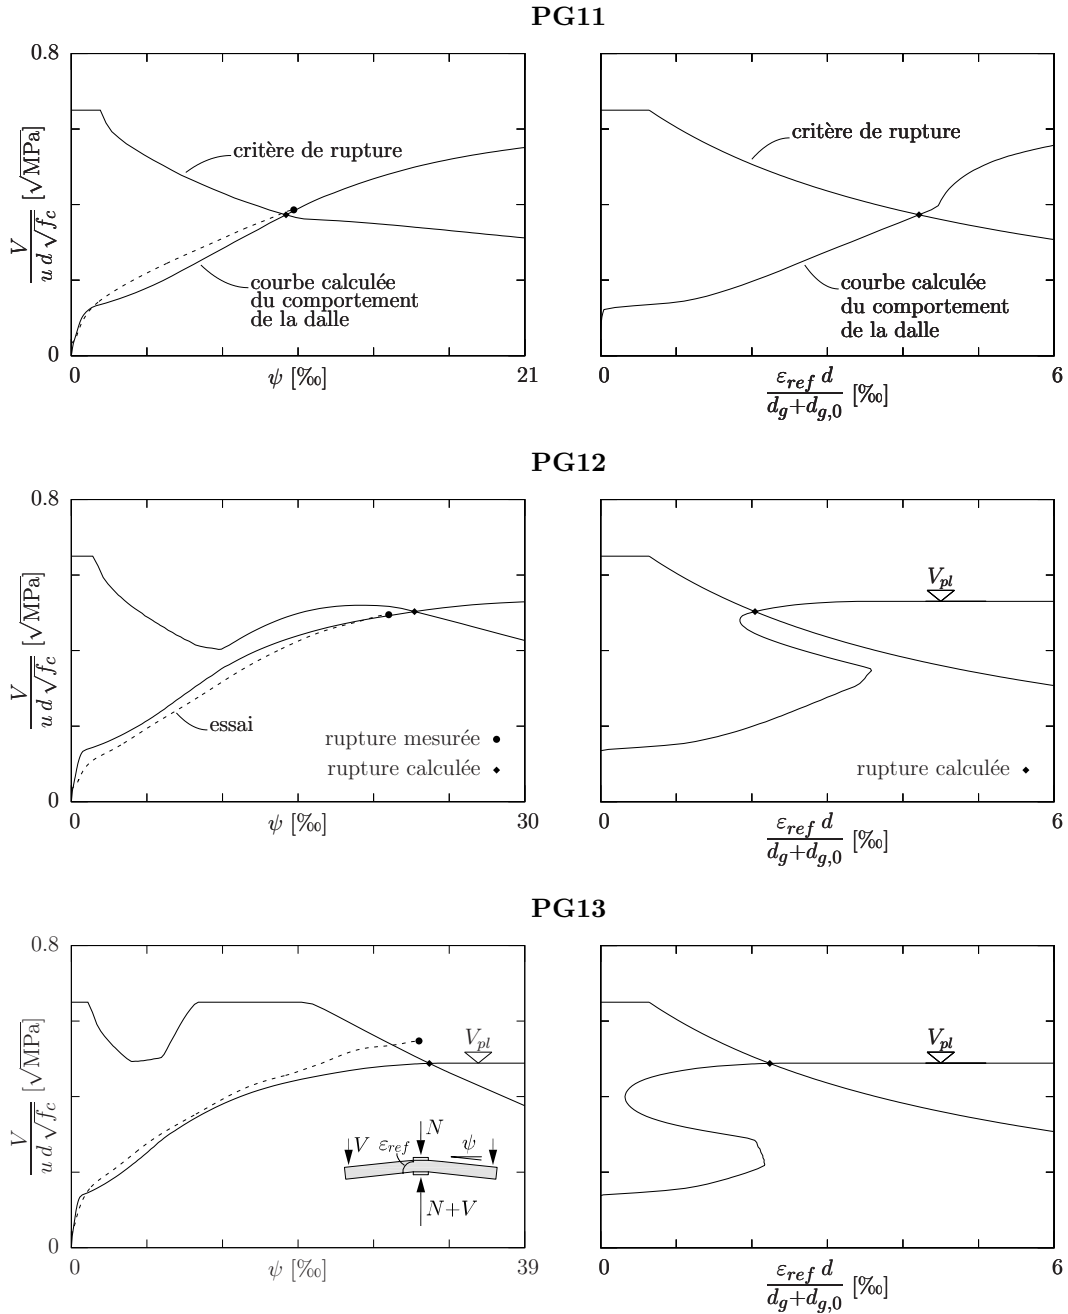 PG11
0.8
V
u d √f_c [√MPa]
critère de rupture
courbe calculée
du comportement
de la dalle
0
0
ψ [‰]
21
critère de rupture
courbe calculée
du comportement
de la dalle
0
ε_ref d
d_g+d_g,0 [‰]
6
PG12
0.8
V
u d √f_c [√MPa]
essai
rupture mesurée
rupture calculée
0
0
ψ [‰]
30
V_pl
rupture calculée
0
ε_ref d
d_g+d_g,0 [‰]
6
PG13
0.8
V
u d √f_c [√MPa]
V_pl
V
ε_ref
N
ψ
N+V
0
0
ψ [‰]
39
V_pl
0
ε_ref d
d_g+d_g,0 [‰]
6